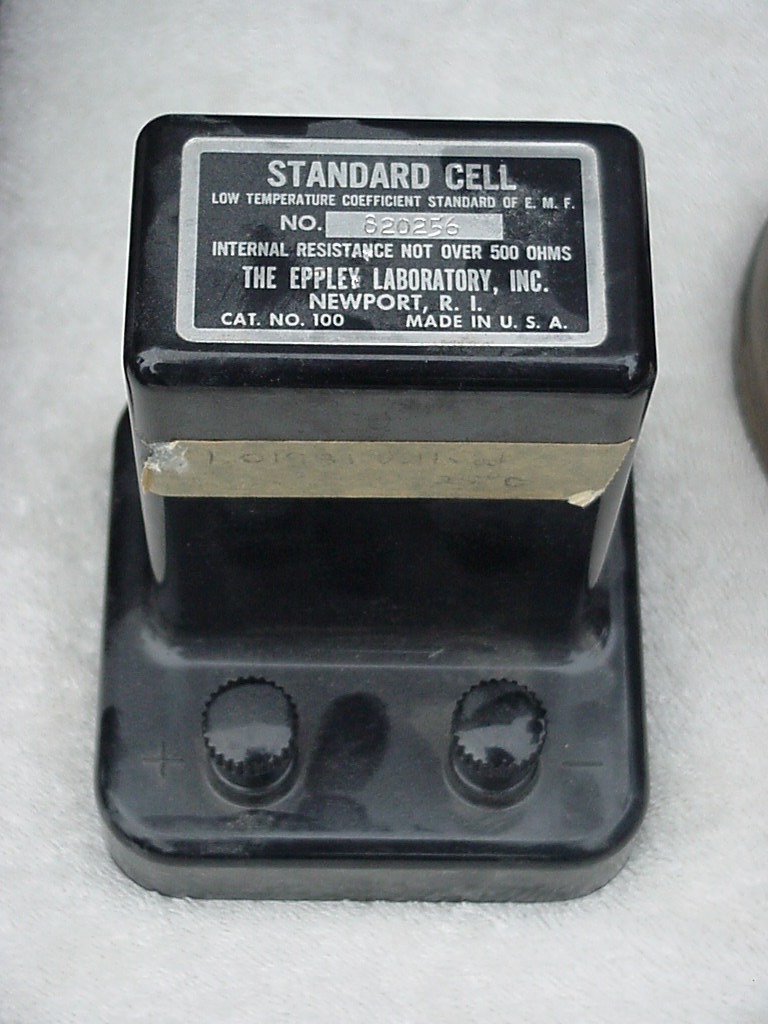 STANDARD CELL
LOW TEMPERATURE COEFFICIENT STANDARD OF E. M. F.
NO. 820256
INTERNAL RESISTANCE NOT OVER 500 OHMS
THE EPPLEY LABORATORY, INC.
NEWPORT, R. I.
CAT. NO. 100 MADE IN U. S. A.
+ −